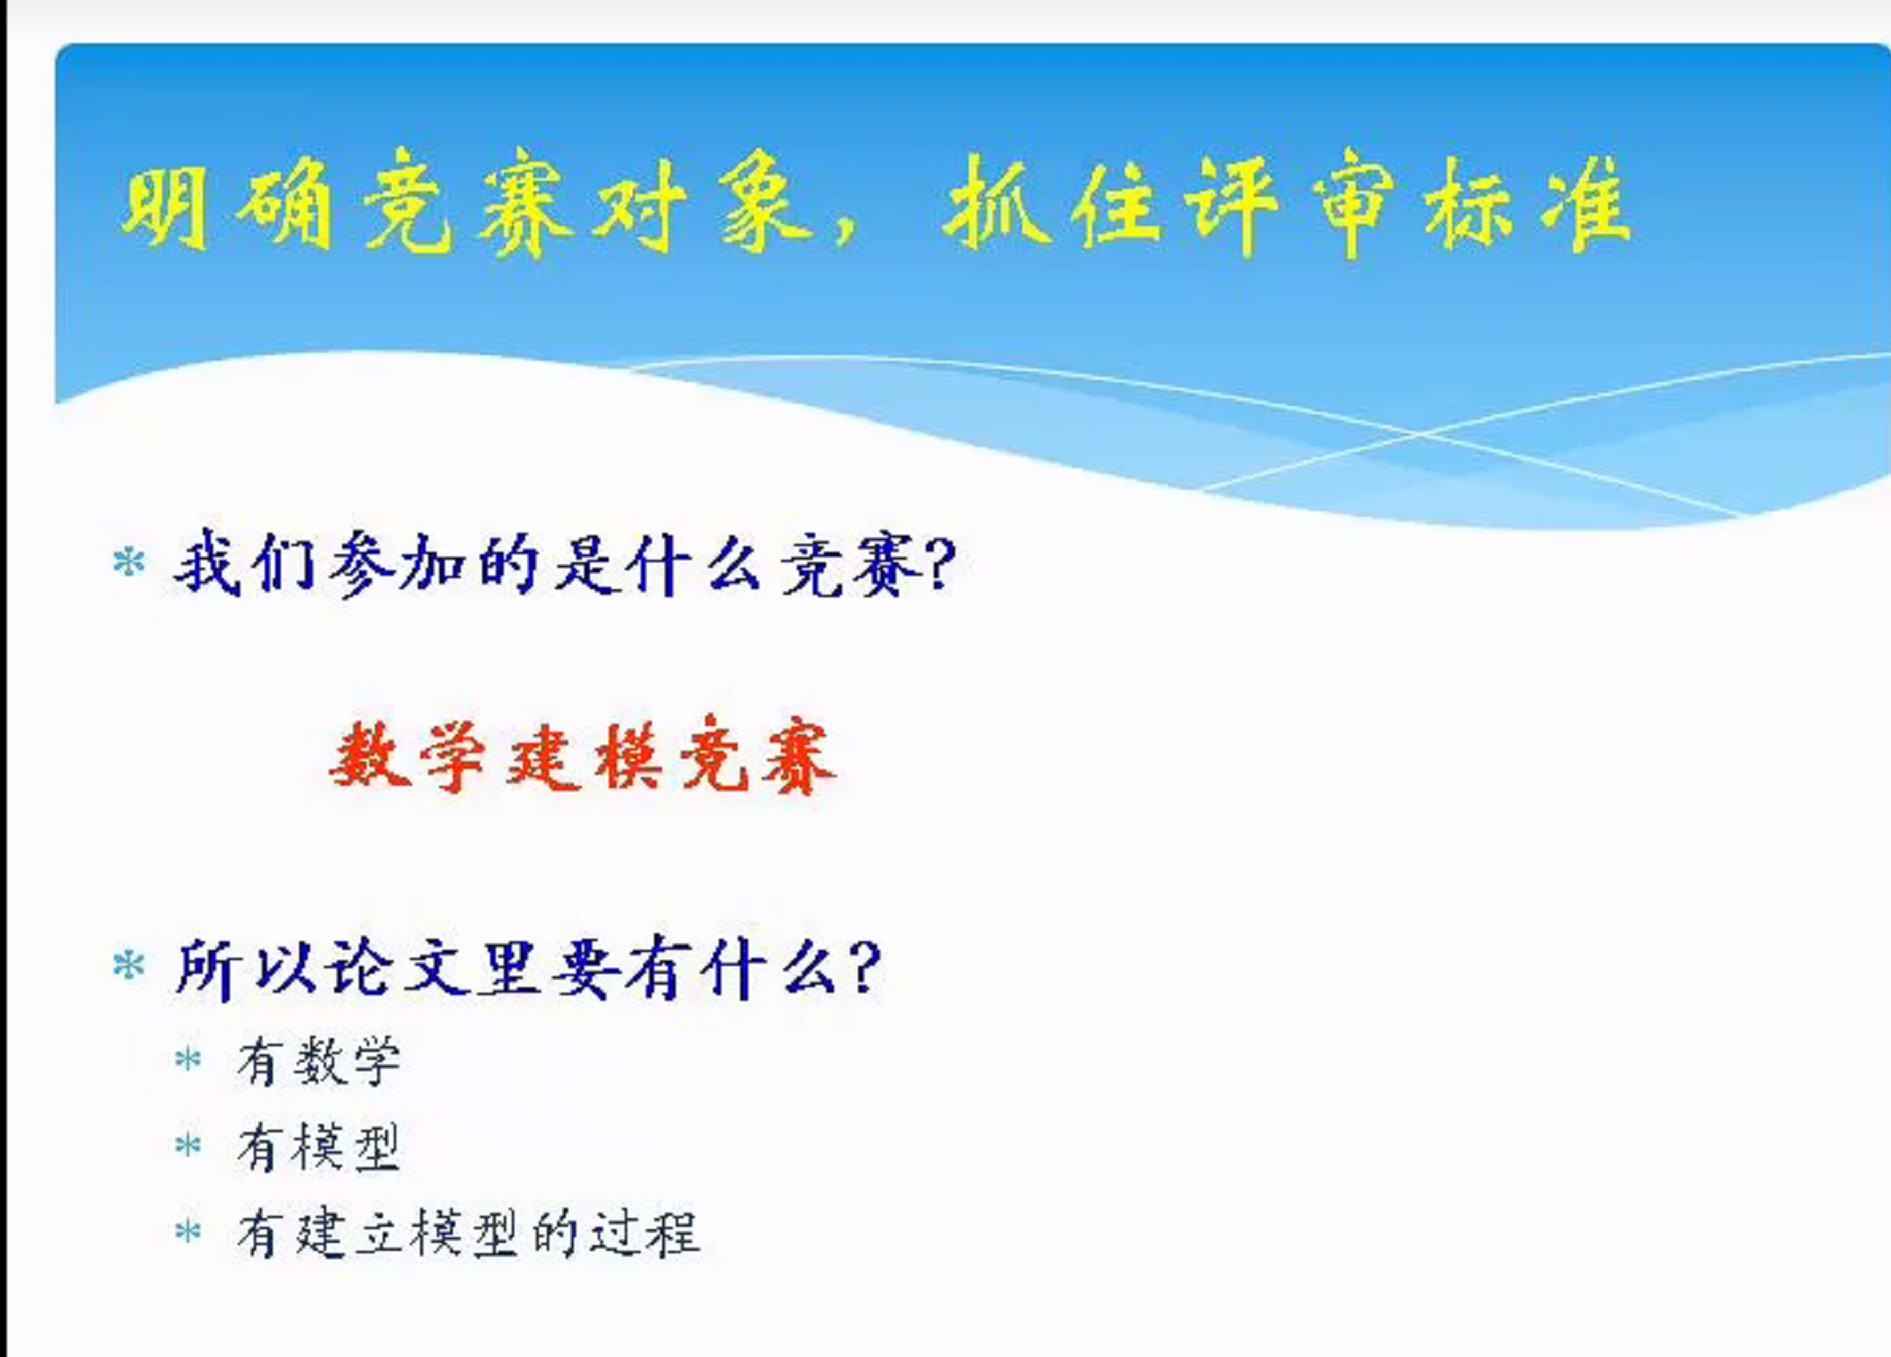 明确竞赛对象，抓住评审标准
* 我们参加的是什么竞赛?
数学建模竞赛
* 所以论文里要有什么?
* 有数学
* 有模型
* 有建立模型的过程